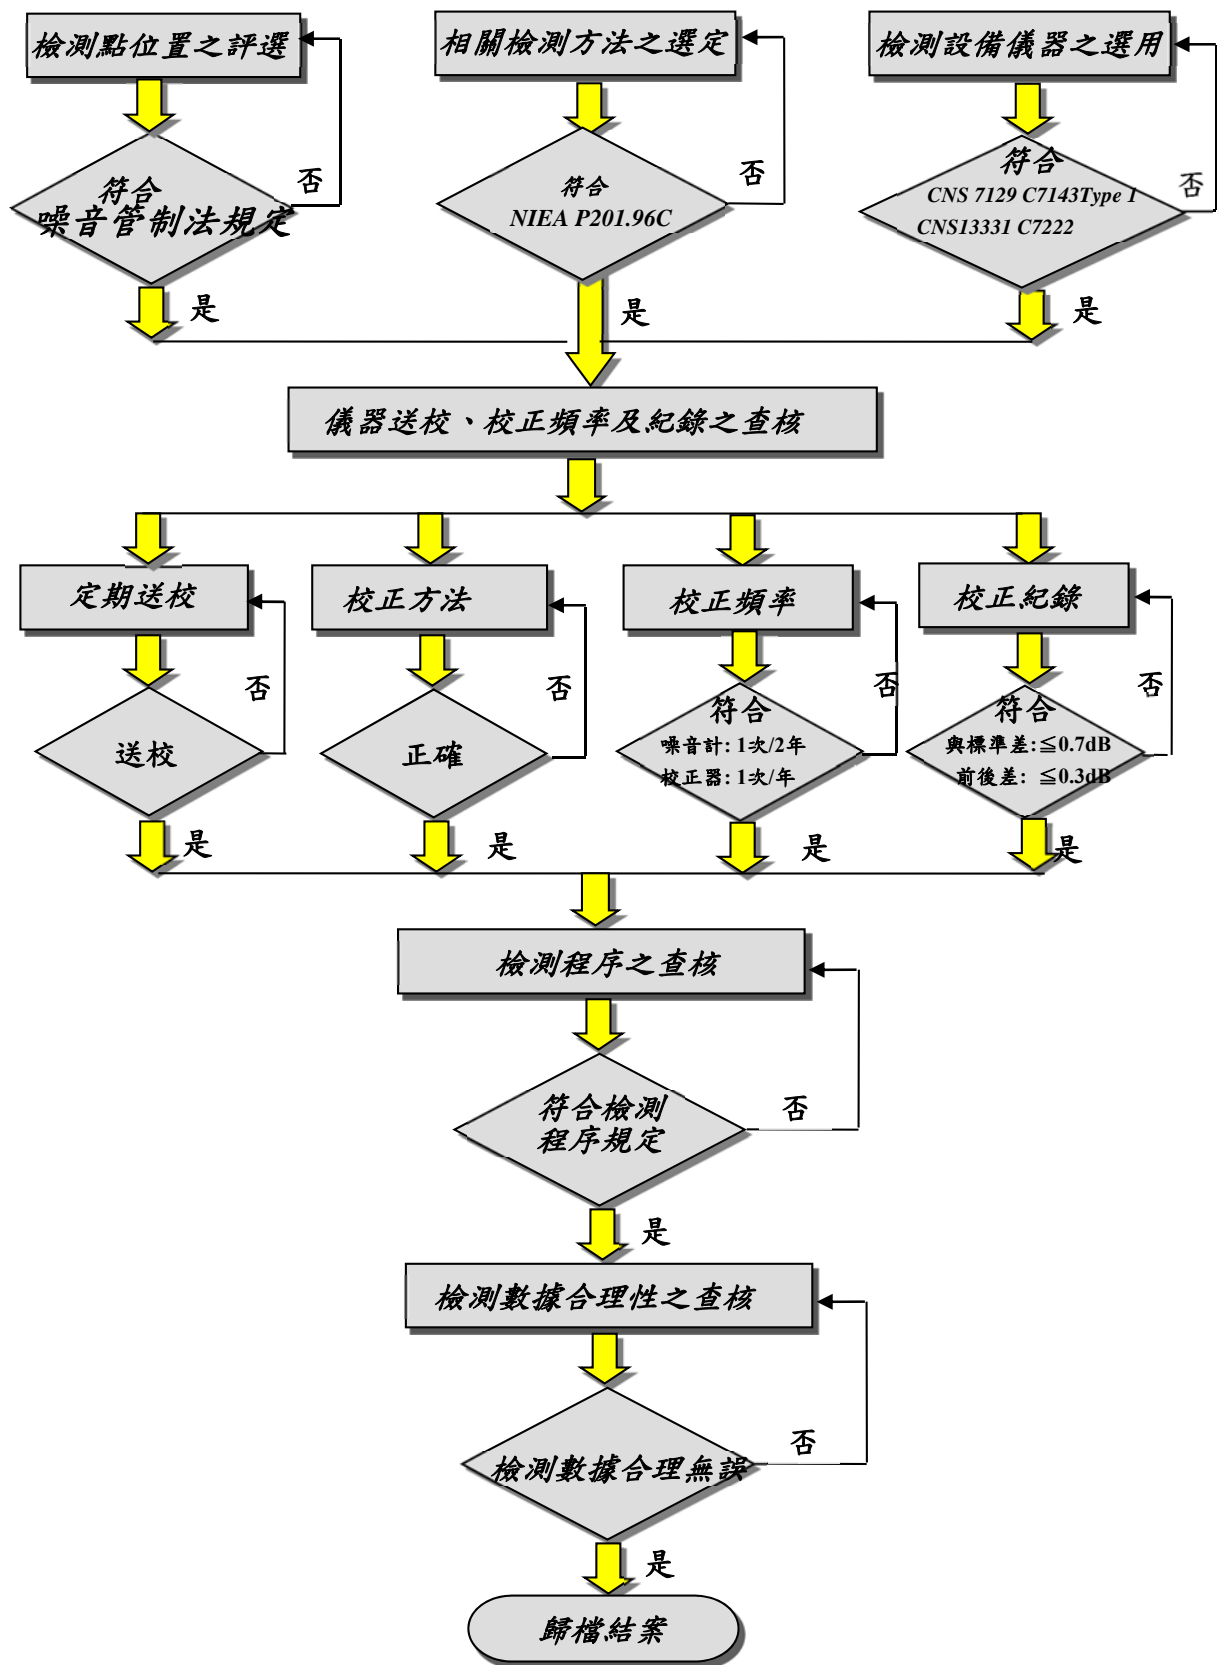 檢測點位置之評選
相關檢測方法之選定
檢測設備儀器之選用
符合
噪音管制法規定
否
符合
NIEA P201.96C
否
符合
CNS 7129 C7143Type 1
CNS13331 C7222
否
是
是
是
儀器送校、校正頻率及紀錄之查核
定期送校
校正方法
校正頻率
校正紀錄
送校
否
正確
否
符合
噪音計: 1次/2年
校正器: 1次/年
否
符合
與標準差:≦0.7dB
前後差: ≦0.3dB
否
是
是
是
是
檢測程序之查核
符合檢測
程序規定
否
是
檢測數據合理性之查核
檢測數據合理無誤
否
是
歸檔結案